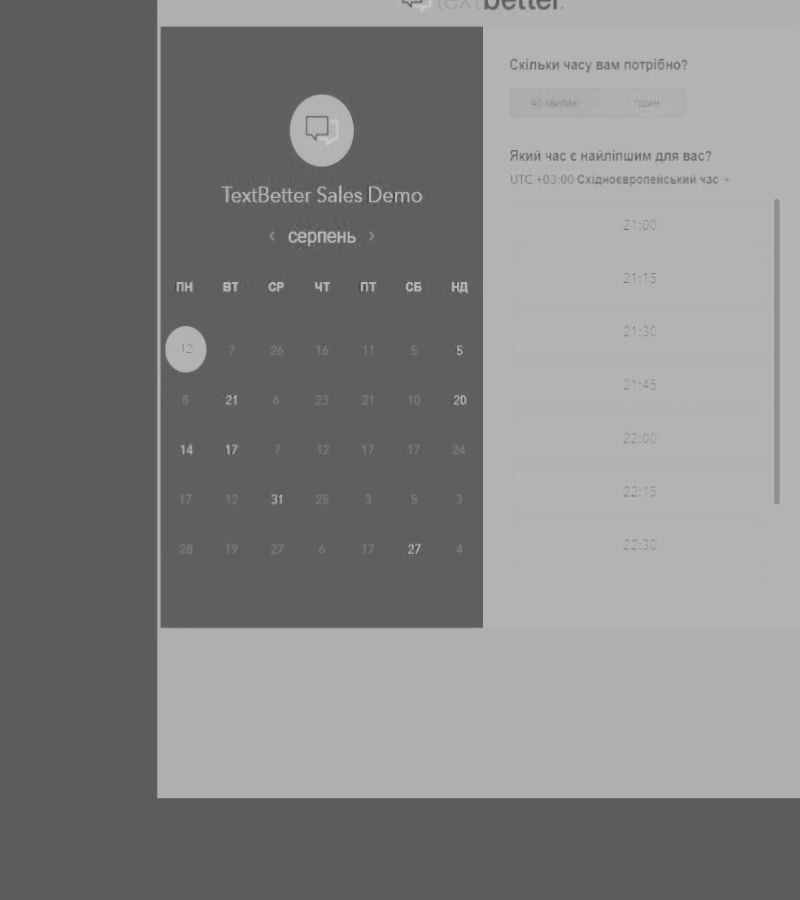 textbetter.
TextBetter Sales Demo
‹ серпень ›
ПН ВТ СР ЧТ ПТ СБ НД
12 7 26 16 11 5 5
8 21 6 23 21 10 20
14 17 7 12 17 17 24
17 12 31 25 3 5 3
28 19 27 6 17 27 4
Скільки часу вам потрібно?
40 хвилин 1 годин
Який час є найліпшим для вас?
UTC +03:00 Східноєвропейський час
21:00
21:15
21:30
21:45
22:00
22:15
22:30